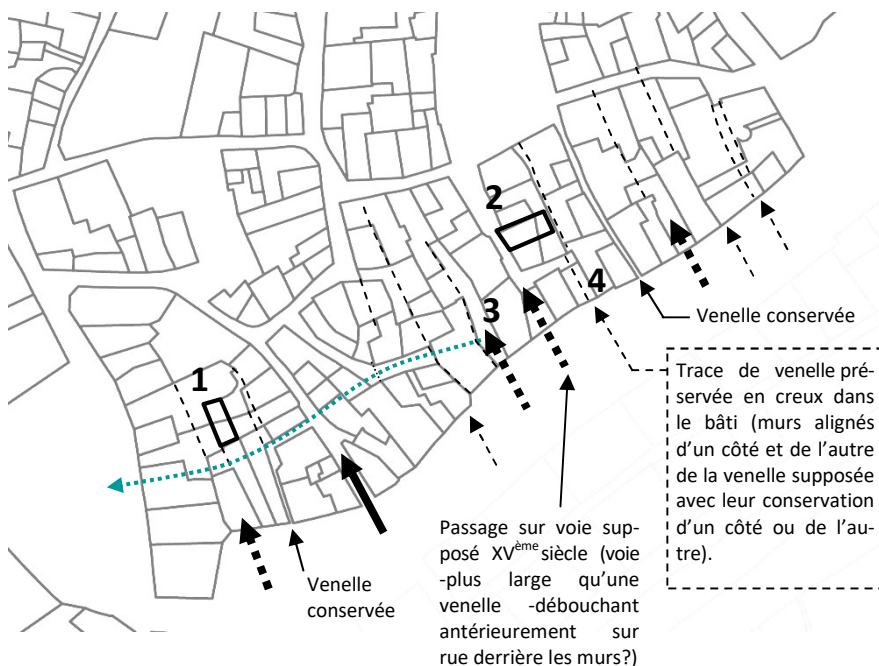 2
4
3
1
Venelle conservée
Trace de venelle pré-
servée en creux dans
le bâti (murs alignés
d'un côté et de l'autre
de la venelle supposée
avec leur conservation
d'un côté ou de l'au-
tre).
Passage sur voie sup-
posé XVème siècle (voie
-plus large qu'une
venelle -débouchant
antérieurement sur
rue derrière les murs?)
Venelle
conservée